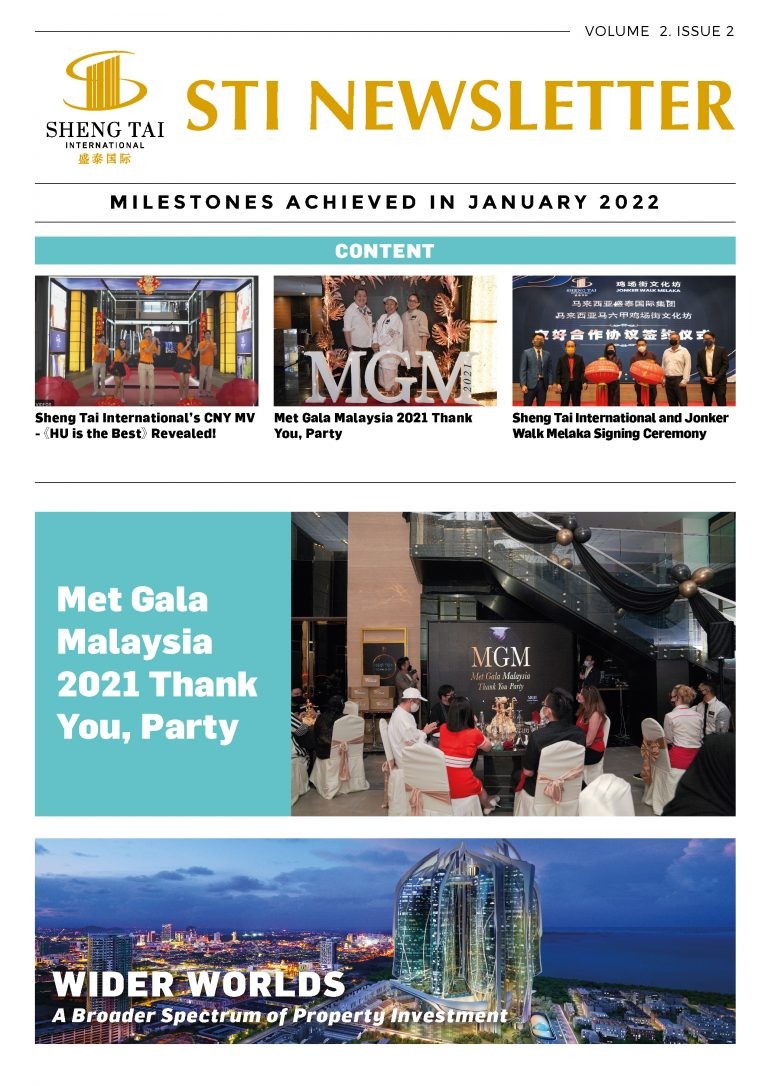 VOLUME 2. ISSUE 2
SHENG TAI
INTERNATIONAL
盛泰国际
STI NEWSLETTER
MILESTONES ACHIEVED IN JANUARY 2022
CONTENT
MGM
2021
SHENG TAI
鸡场街文化坊
JONKER WALK MELAKA
马来西亚盛泰国际集团
马来西亚马六甲鸡场街文化坊
友好合作协议签约仪式
Sheng Tai International's CNY MV
-《HU is the Best》 Revealed!
Met Gala Malaysia 2021 Thank
You, Party
Sheng Tai International and Jonker
Walk Melaka Signing Ceremony
Met Gala
Malaysia
2021 Thank
You, Party
MGM
Met Gala Malaysia
Thank You Party
WIDER WORLDS
A Broader Spectrum of Property Investment